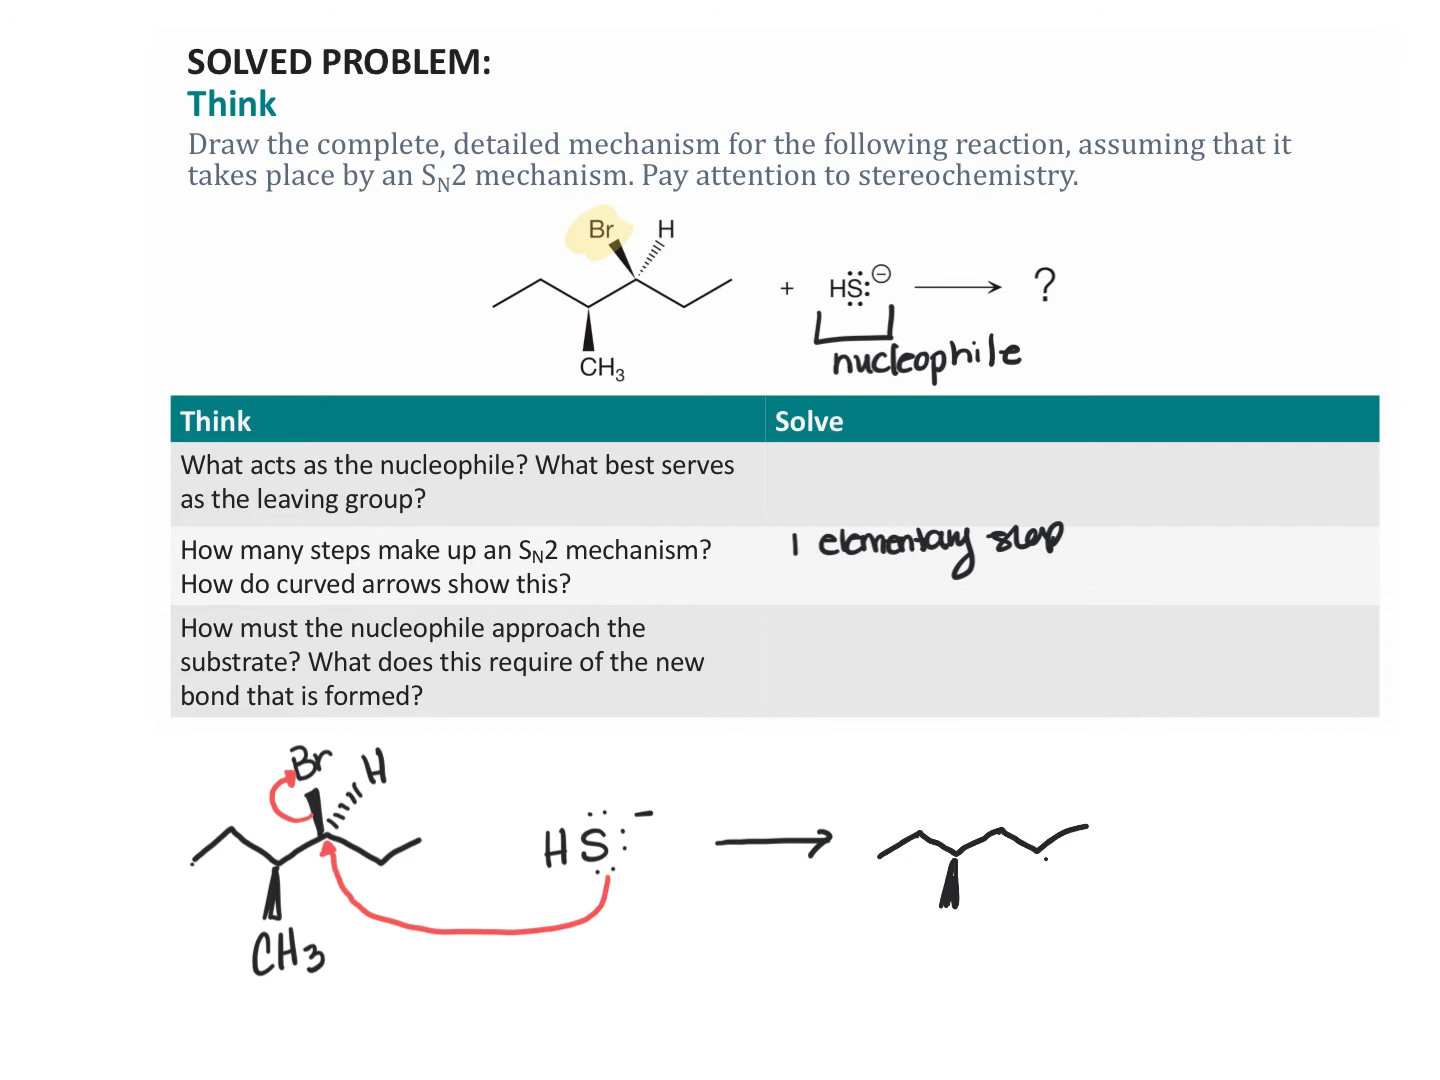 SOLVED PROBLEM:
Think
Draw the complete, detailed mechanism for the following reaction, assuming that it
takes place by an SN2 mechanism. Pay attention to stereochemistry.
Br H
+ HS:⊖ ?
CH3
nucleophile
Think Solve
What acts as the nucleophile? What best serves
as the leaving group?
How many steps make up an SN2 mechanism?
How do curved arrows show this?
1 elementary step
How must the nucleophile approach the
substrate? What does this require of the new
bond that is formed?
Br H
HS: -
CH3